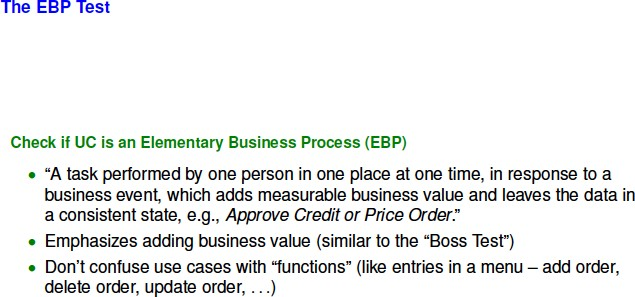 The EBP Test
Check if UC is an Elementary Business Process (EBP)
• “A task performed by one person in one place at one time, in response to a
business event, which adds measurable business value and leaves the data in
a consistent state, e.g., Approve Credit or Price Order.”
• Emphasizes adding business value (similar to the “Boss Test”)
• Don’t confuse use cases with “functions” (like entries in a menu – add order,
delete order, update order, . . .)